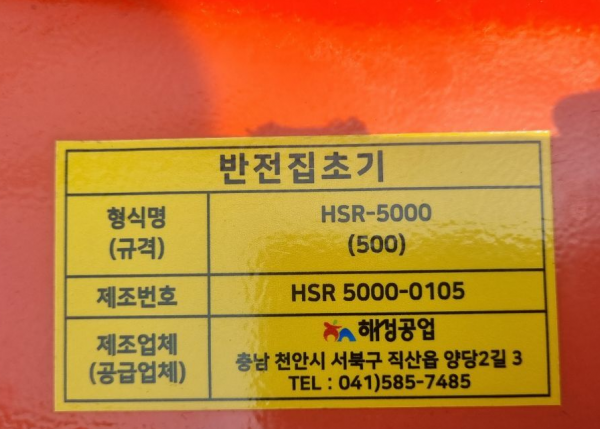 반전집초기
형식명
(규격)
HSR-5000
(500)
제조번호
HSR 5000-0105
제조업체
(공급업체)
해성공업
충남 천안시 서북구 직산읍 양당2길 3
TEL : 041)585-7485